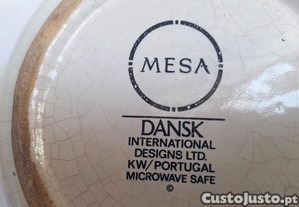 MESA
DANSK
INTERNATIONAL
DESIGNS LTD.
KW/PORTUGAL
MICROWAVE SAFE
©
CustoJusto.pt